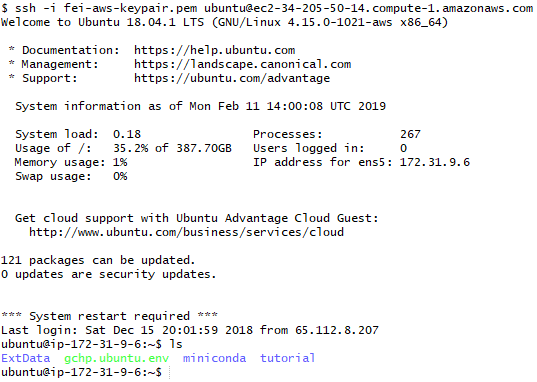 $ ssh -i fei-aws-keypair.pem ubuntu@ec2-34-205-50-14.compute-1.amazonaws.com
Welcome to Ubuntu 18.04.1 LTS (GNU/Linux 4.15.0-1021-aws x86_64)
* Documentation: https://help.ubuntu.com
* Management: https://landscape.canonical.com
* Support: https://ubuntu.com/advantage
System information as of Mon Feb 11 14:00:08 UTC 2019
System load: 0.18 Processes: 267
Usage of /: 35.2% of 387.70GB Users logged in: 0
Memory usage: 1% IP address for ens5: 172.31.9.6
Swap usage: 0%
Get cloud support with Ubuntu Advantage Cloud Guest:
http://www.ubuntu.com/business/services/cloud
121 packages can be updated.
0 updates are security updates.
*** System restart required ***
Last login: Sat Dec 15 20:01:59 2018 from 65.112.8.207
ubuntu@ip-172-31-9-6:~$ ls
ExtData gchp.ubuntu.env miniconda tutorial
ubuntu@ip-172-31-9-6:~$